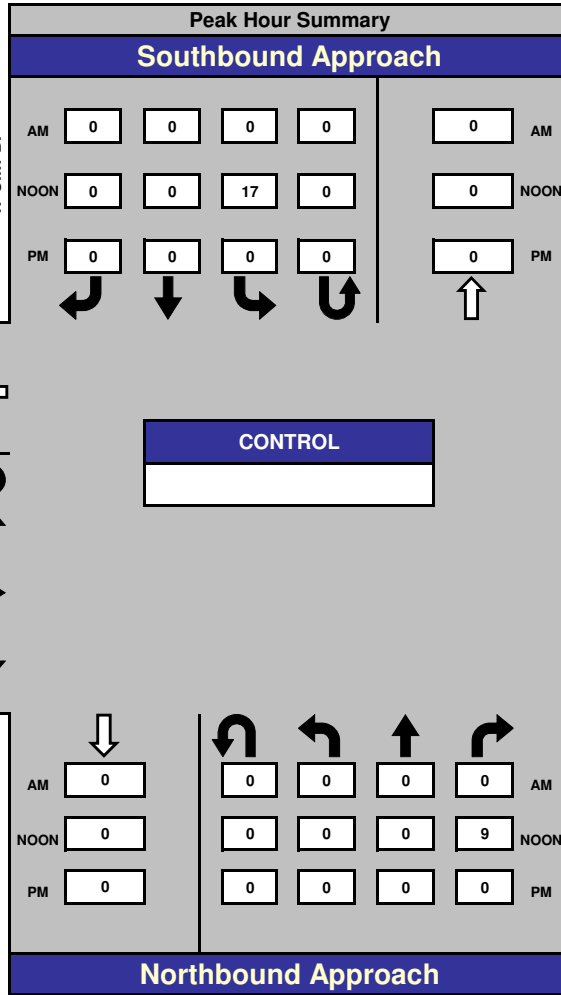 Peak Hour Summary
Southbound Approach
AM 0 0 0 0 0 AM
NOON 0 0 17 0 0 NOON
PM 0 0 0 0 0 PM
CONTROL
AM 0 0 0 0 0 AM
NOON 0 0 0 0 9 NOON
PM 0 0 0 0 0 PM
Northbound Approach